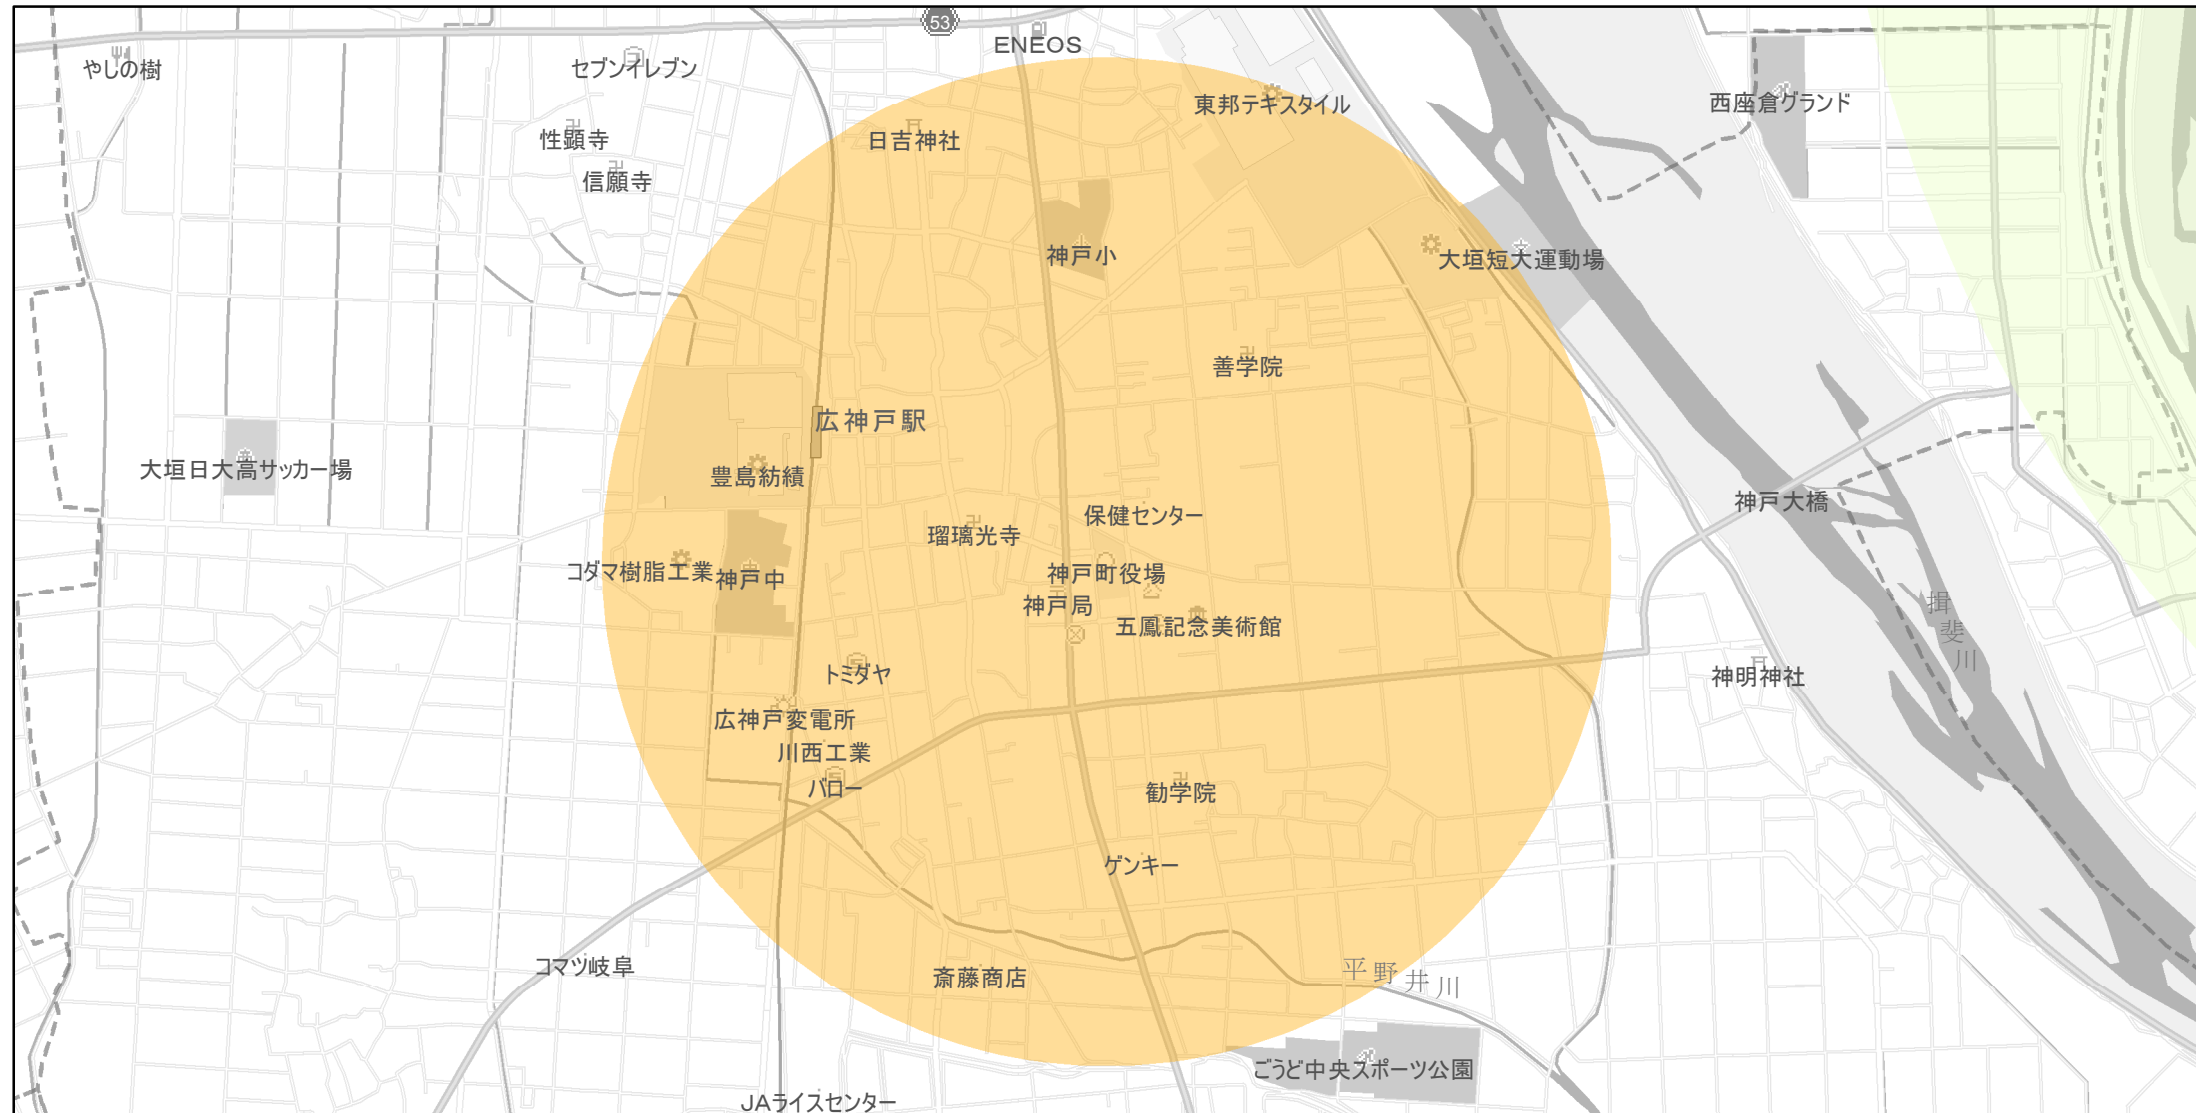 53
ENEOS
やしの樹
セブンイレブン
東邦テキスタイル
西座倉グランド
性顕寺
日吉神社
信願寺
神戸小
大垣短大運動場
善学院
広神戸駅
大垣日大高サッカー場
豊島紡績
神戸大橋
保健センター
瑠璃光寺
コダマ樹脂工業
神戸中
神戸町役場
神戸局
公
五鳳記念美術館
揖斐川
トミダヤ
神明神社
広神戸変電所
川西工業
バロー
勧学院
ゲンキー
コマツ岐阜
斎藤商店
平野井川
ごうど中央スポーツ公園
JAライスセンター